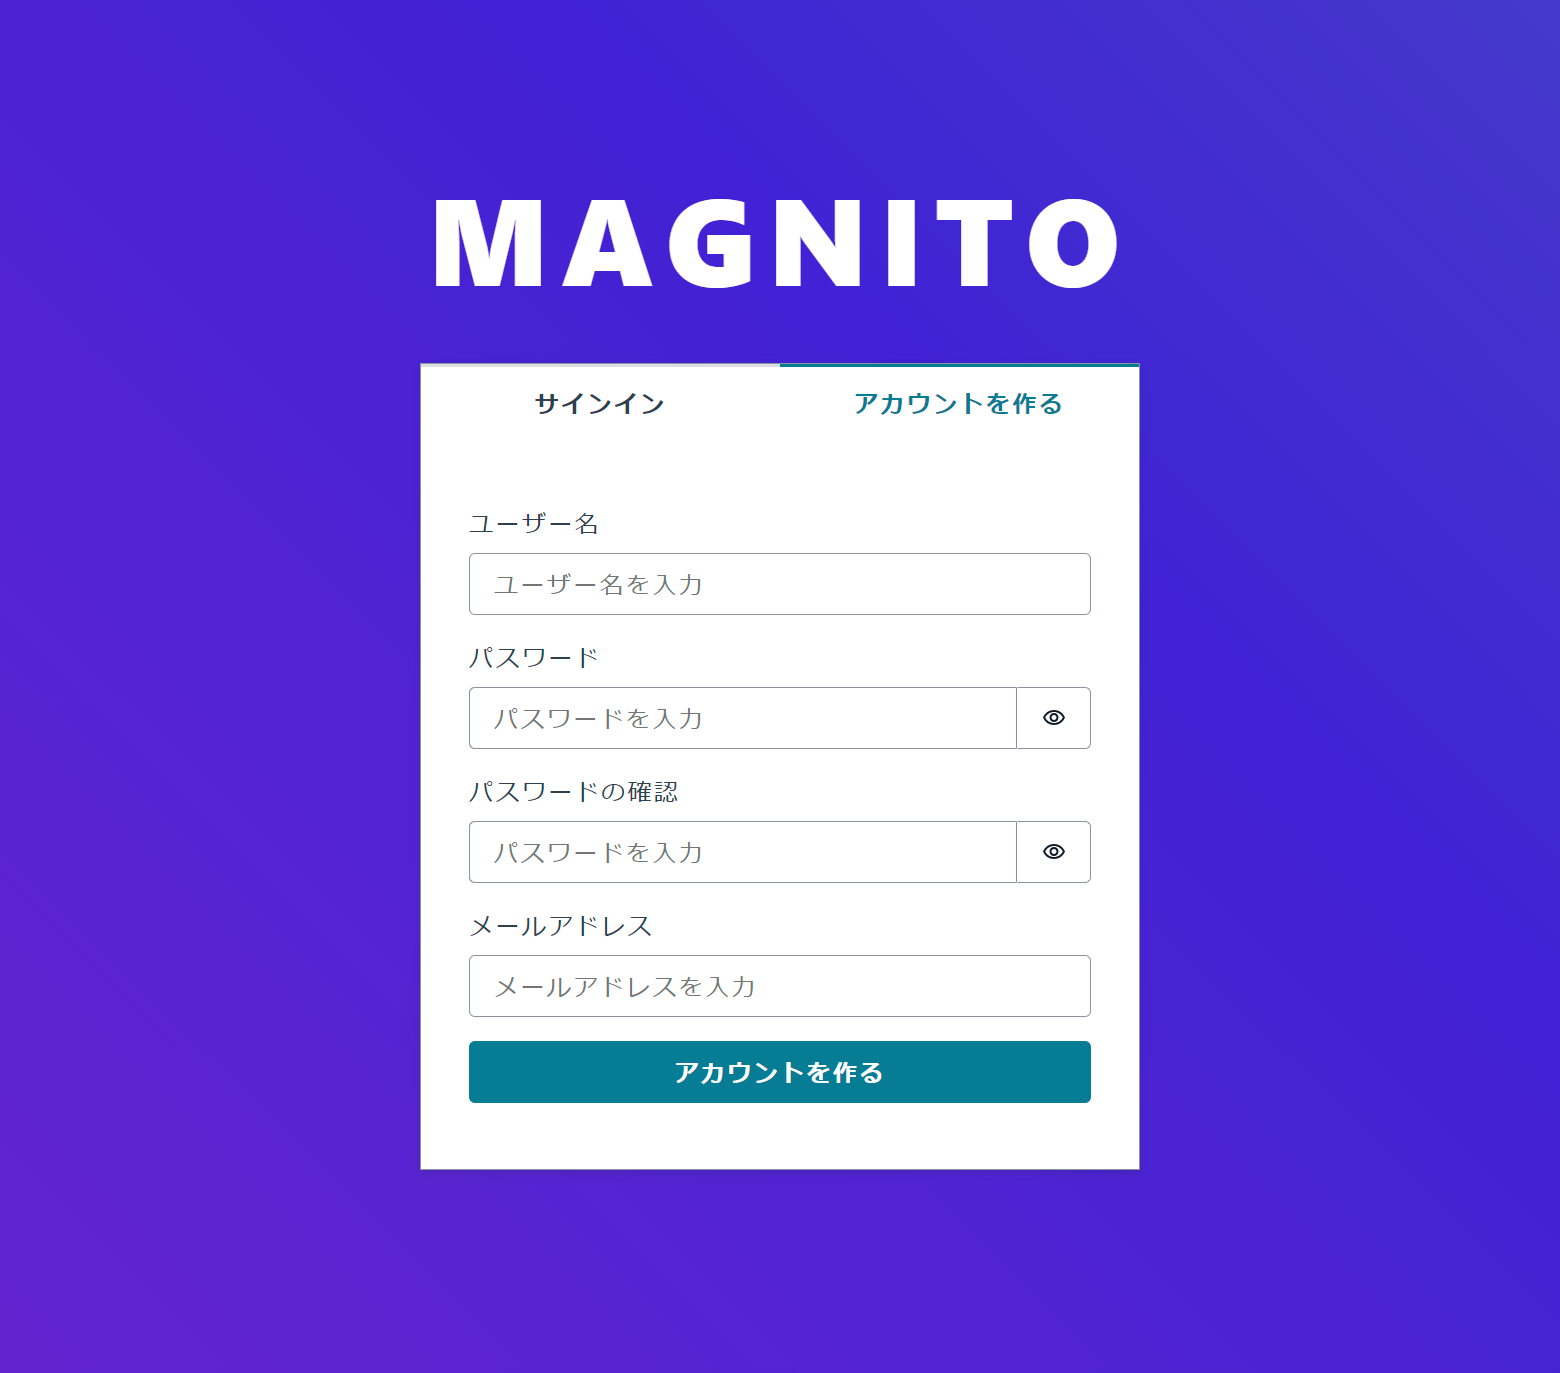 MAGNITO
サインイン
アカウントを作る
ユーザー名
ユーザー名を入力
パスワード
パスワードを入力
パスワードの確認
パスワードを入力
メールアドレス
メールアドレスを入力
アカウントを作る